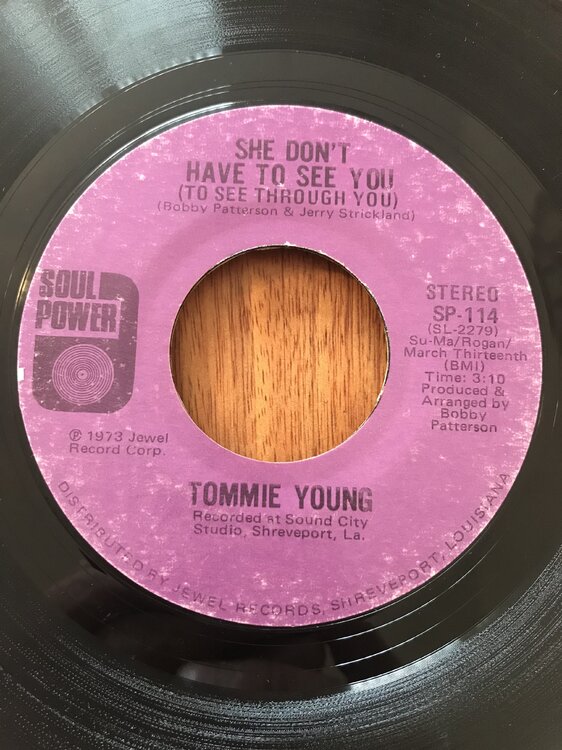 SHE DON'T
HAVE TO SEE YOU
(TO SEE THROUGH YOU)
(Bobby Patterson & Jerry Strickland)
SOUL
POWER
STEREO
SP-114
(SL-2279)
Su-Ma/Rogan/
March Thirteenth
(BMI)
Time: 3:10
Produced &
Arranged by
Bobby
Patterson
℗ 1973 Jewel
Record Corp.
TOMMIE YOUNG
Recorded at Sound City
Studio, Shreveport, La.
DISTRIBUTED BY JEWEL RECORDS, SHREVEPORT, LOUISIANA